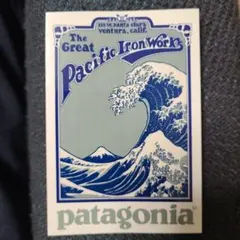 235 w. santa clara
ventura, calif.
The
Great
Pacific Iron Works
patagonia